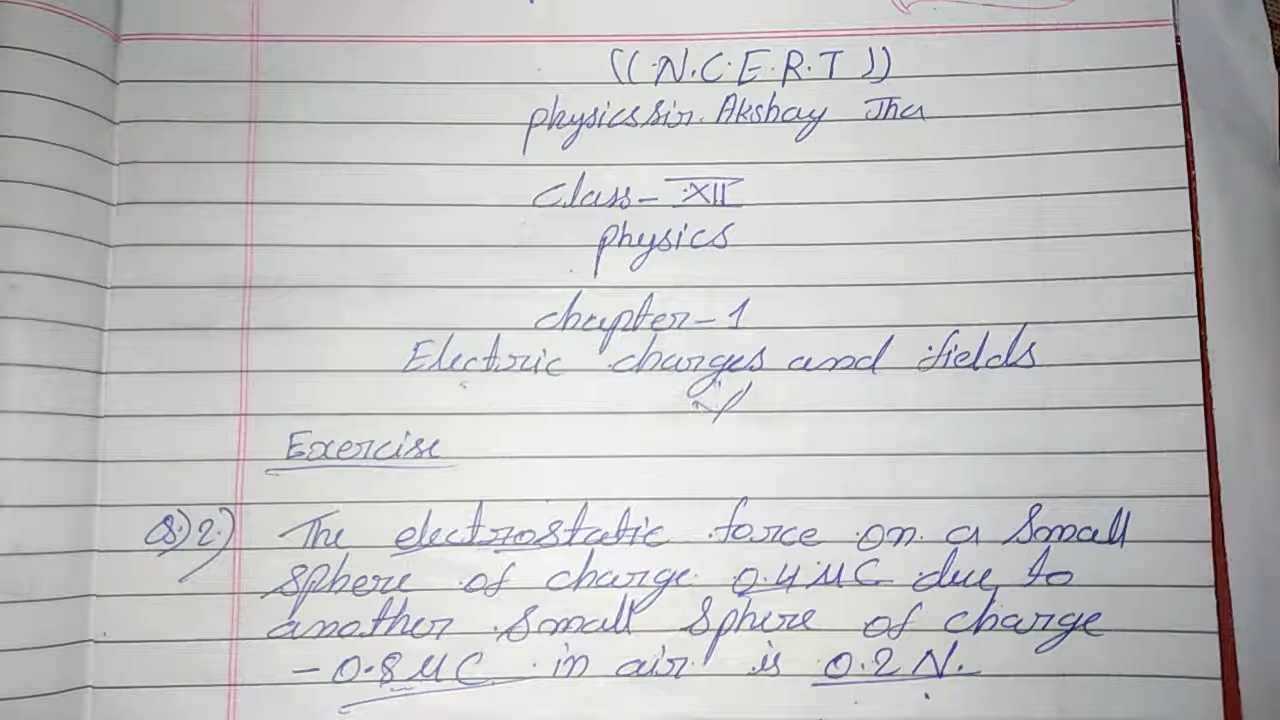 ((N.C.E.R.T))
physics sir. Akshay Jha
Class - XII
physics
chapter - 1
Electric charges and fields
Exercise
Q)2.) The electrostatic force on a small
sphere of charge 0.4 μC due to
another small sphere of charge
- 0.8 μC in air is 0.2 N.